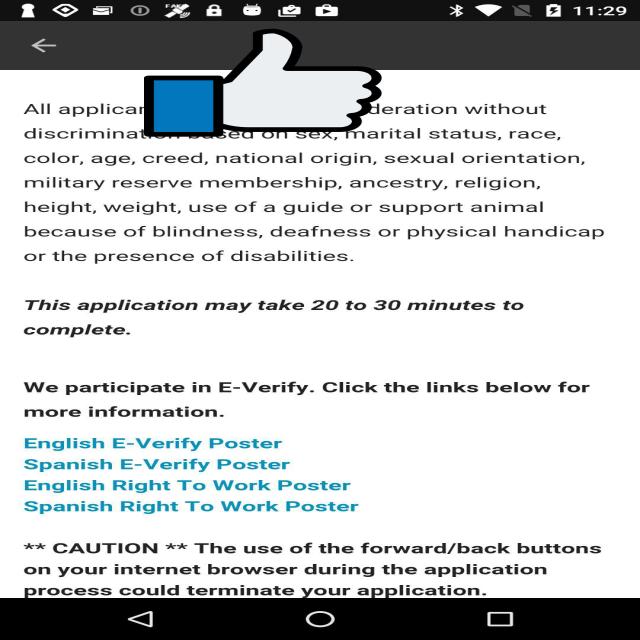 11:29
All applica deration without
discrimination based on sex, marital status, race,
color, age, creed, national origin, sexual orientation,
military reserve membership, ancestry, religion,
height, weight, use of a guide or support animal
because of blindness, deafness or physical handicap
or the presence of disabilities.
This application may take 20 to 30 minutes to
complete.
We participate in E-Verify. Click the links below for
more information.
English E-Verify Poster
Spanish E-Verify Poster
English Right To Work Poster
Spanish Right To Work Poster
** CAUTION ** The use of the forward/back buttons
on your internet browser during the application
process could terminate your application.